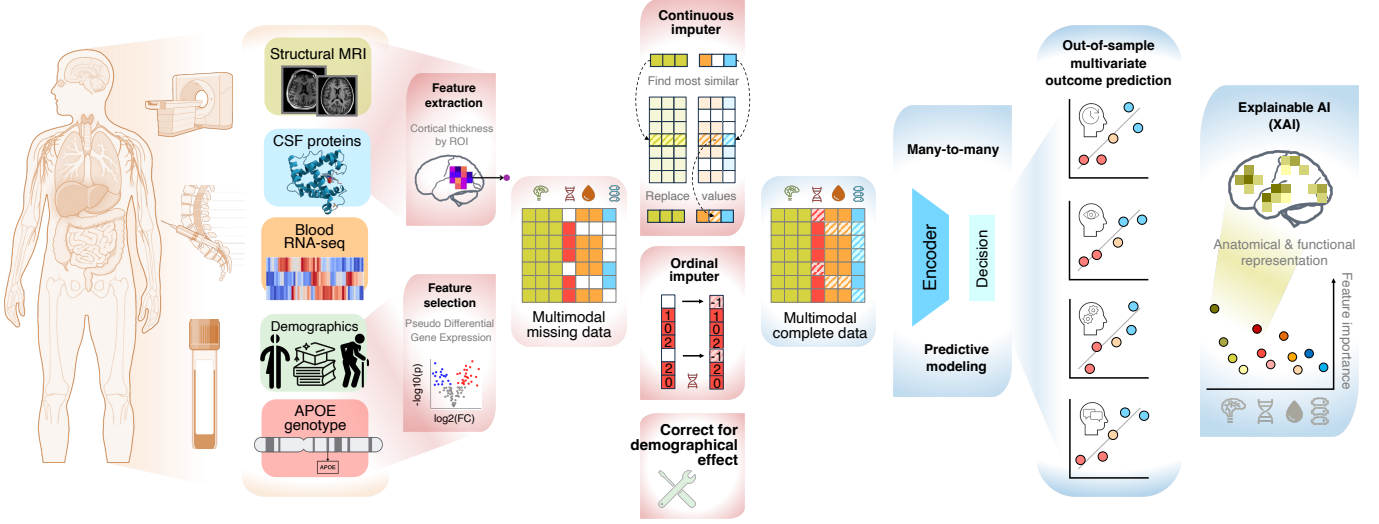 Structural MRI
CSF proteins
Blood
RNA-seq
Demographics
APOE
genotype
APOE
Feature
extraction
Cortical thickness
by ROI
Feature
selection
Pseudo Differential
Gene Expression
-log10(p)
log2(FC)
Multimodal
missing data
Continuous
imputer
Find most similar
Replace values
Ordinal
imputer
-1
1 1
0 0
2 2
-1
2 2
0 0
Correct for
demographical
effect
Multimodal
complete data
Many-to-many
Encoder
Decision
Predictive
modeling
Out-of-sample
multivariate
outcome prediction
Explainable AI
(XAI)
Anatomical & functional
representation
Feature importance